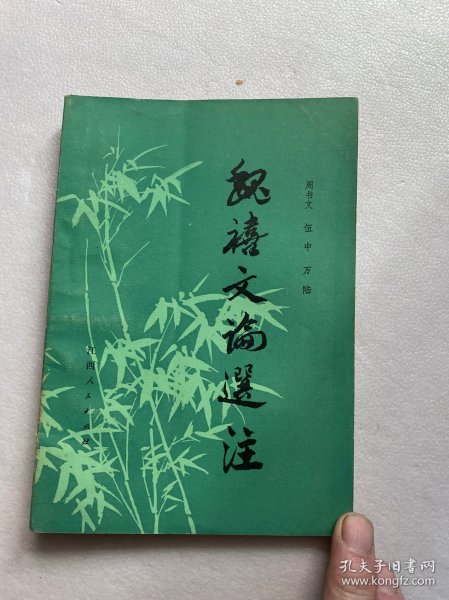 周书文 伍中 万陆
魏禧文論選注
江西人民出版社
孔夫子旧书网
www.kongfz.com